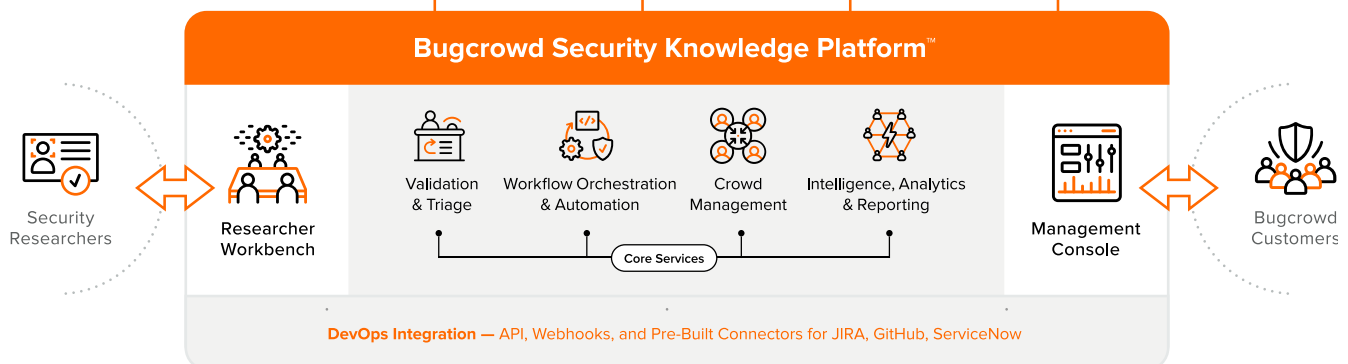 Bugcrowd Security Knowledge Platform™
Security
Researchers
Researcher
Workbench
Validation
& Triage
Workflow Orchestration
& Automation
Crowd
Management
Intelligence, Analytics
& Reporting
Core Services
Management
Console
Bugcrowd
Customers
DevOps Integration — API, Webhooks, and Pre-Built Connectors for JIRA, GitHub, ServiceNow